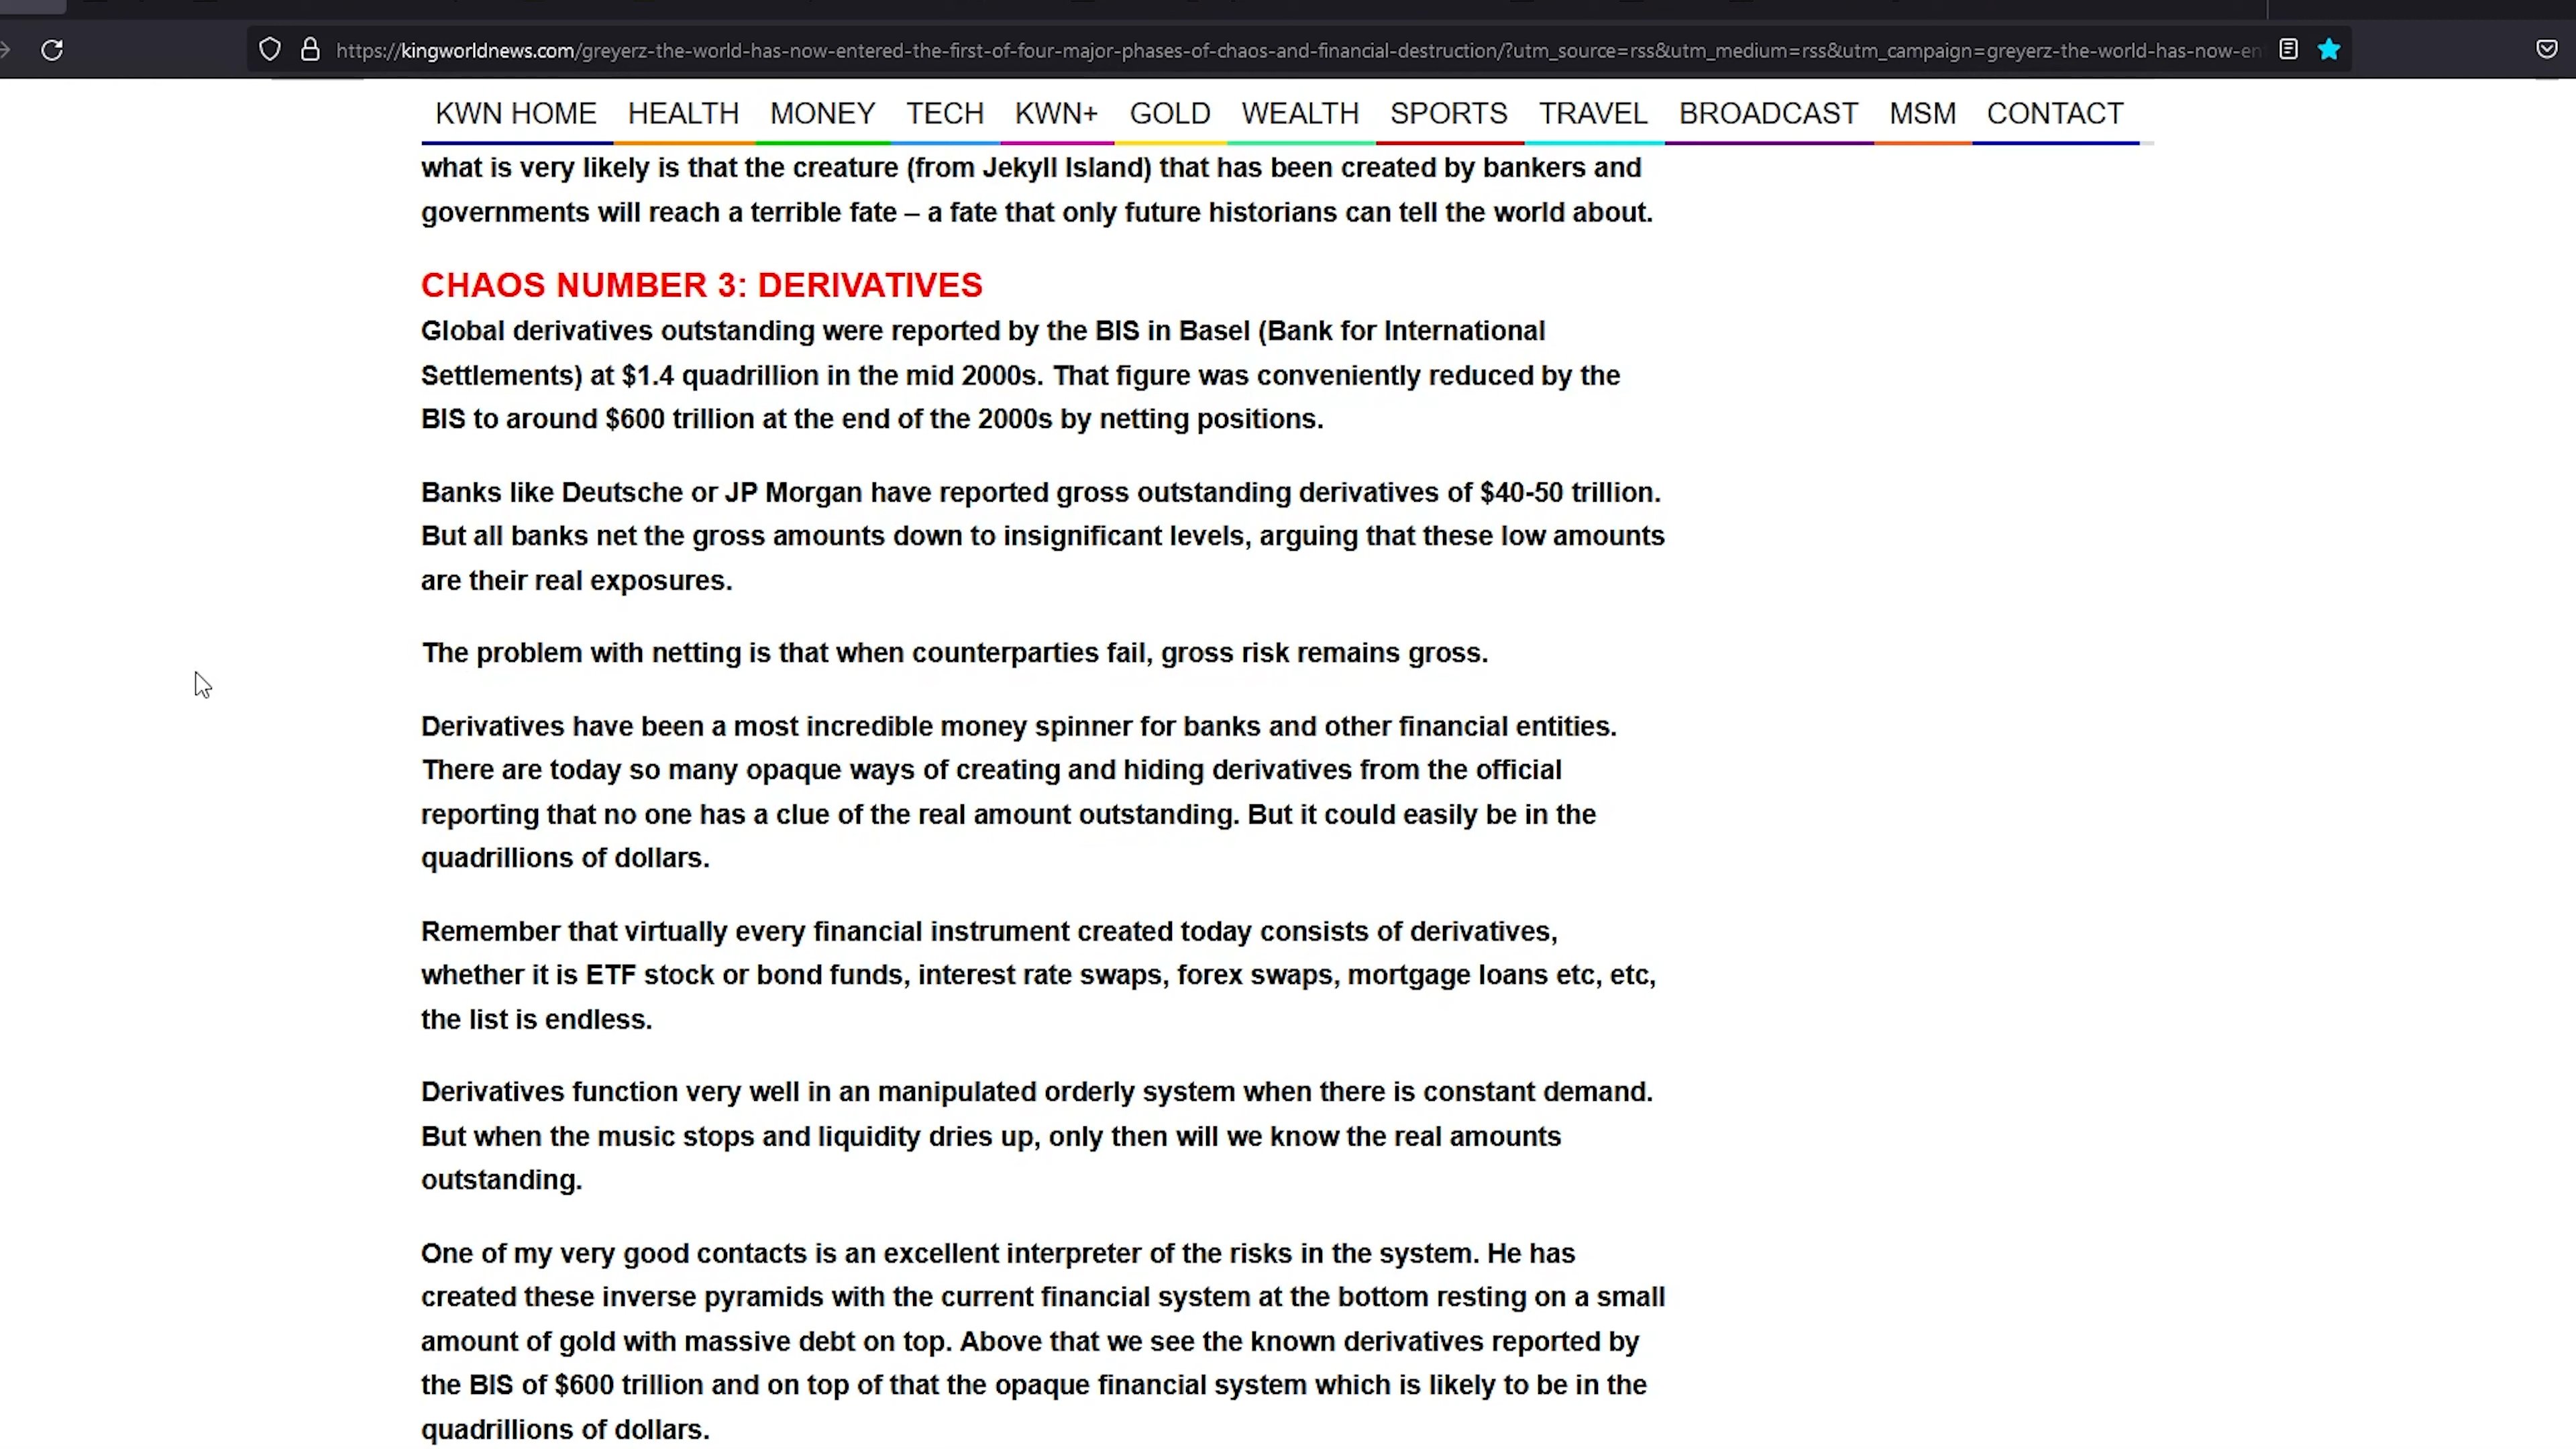 https://kingworldnews.com/greyerz-the-world-has-now-entered-the-first-of-four-major-phases-of-chaos-and-financial-destruction/?utm_source=rss&utm_medium=rss&utm_campaign=greyerz-the-world-has-now-en
KWN HOME HEALTH MONEY TECH KWN+ GOLD WEALTH SPORTS TRAVEL BROADCAST MSM CONTACT
what is very likely is that the creature (from Jekyll Island) that has been created by bankers and
governments will reach a terrible fate – a fate that only future historians can tell the world about.
CHAOS NUMBER 3: DERIVATIVES
Global derivatives outstanding were reported by the BIS in Basel (Bank for International
Settlements) at $1.4 quadrillion in the mid 2000s. That figure was conveniently reduced by the
BIS to around $600 trillion at the end of the 2000s by netting positions.
Banks like Deutsche or JP Morgan have reported gross outstanding derivatives of $40-50 trillion.
But all banks net the gross amounts down to insignificant levels, arguing that these low amounts
are their real exposures.
The problem with netting is that when counterparties fail, gross risk remains gross.
Derivatives have been a most incredible money spinner for banks and other financial entities.
There are today so many opaque ways of creating and hiding derivatives from the official
reporting that no one has a clue of the real amount outstanding. But it could easily be in the
quadrillions of dollars.
Remember that virtually every financial instrument created today consists of derivatives,
whether it is ETF stock or bond funds, interest rate swaps, forex swaps, mortgage loans etc, etc,
the list is endless.
Derivatives function very well in an manipulated orderly system when there is constant demand.
But when the music stops and liquidity dries up, only then will we know the real amounts
outstanding.
One of my very good contacts is an excellent interpreter of the risks in the system. He has
created these inverse pyramids with the current financial system at the bottom resting on a small
amount of gold with massive debt on top. Above that we see the known derivatives reported by
the BIS of $600 trillion and on top of that the opaque financial system which is likely to be in the
quadrillions of dollars.